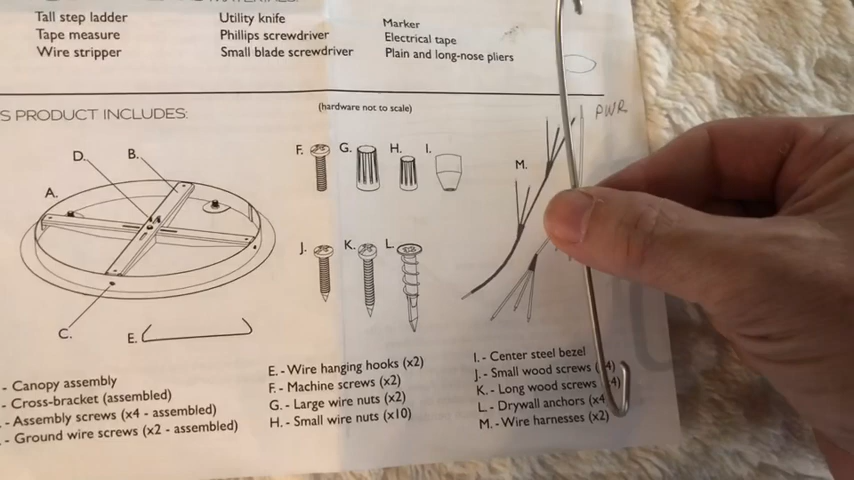 Tall step ladder
Tape measure
Wire stripper
Utility knife
Phillips screwdriver
Small blade screwdriver
Marker
Electrical tape
Plain and long-nose pliers
S PRODUCT INCLUDES:
(hardware not to scale)
PWR
A.
B.
C.
D.
E.
F.
G.
H.
I.
J.
K.
L.
M.
- Canopy assembly
- Cross-bracket (assembled)
- Assembly screws (x4 - assembled)
- Ground wire screws (x2 - assembled)
E. - Wire hanging hooks (x2)
F. - Machine screws (x2)
G. - Large wire nuts (x2)
H. - Small wire nuts (x10)
I. - Center steel bezel
J. - Small wood screws 4)
K. - Long wood screws 4)
L. - Drywall anchors (x4
M. - Wire harnesses (x2)